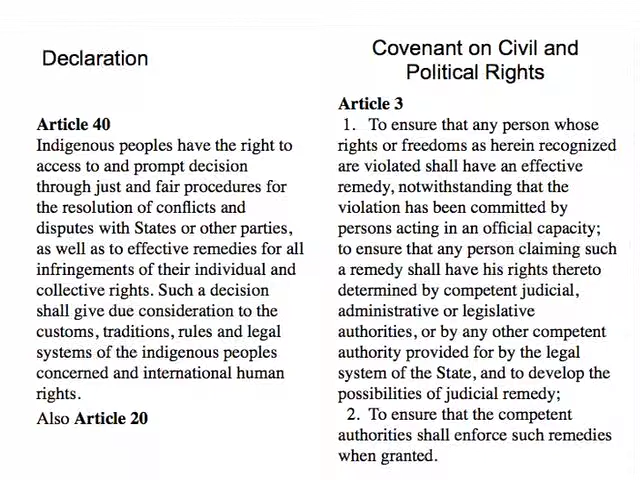 Declaration
Article 40
Indigenous peoples have the right to
access to and prompt decision
through just and fair procedures for
the resolution of conflicts and
disputes with States or other parties,
as well as to effective remedies for all
infringements of their individual and
collective rights. Such a decision
shall give due consideration to the
customs, traditions, rules and legal
systems of the indigenous peoples
concerned and international human
rights.
Also Article 20
Covenant on Civil and
Political Rights
Article 3
1. To ensure that any person whose
rights or freedoms as herein recognized
are violated shall have an effective
remedy, notwithstanding that the
violation has been committed by
persons acting in an official capacity;
to ensure that any person claiming such
a remedy shall have his rights thereto
determined by competent judicial,
administrative or legislative
authorities, or by any other competent
authority provided for by the legal
system of the State, and to develop the
possibilities of judicial remedy;
2. To ensure that the competent
authorities shall enforce such remedies
when granted.